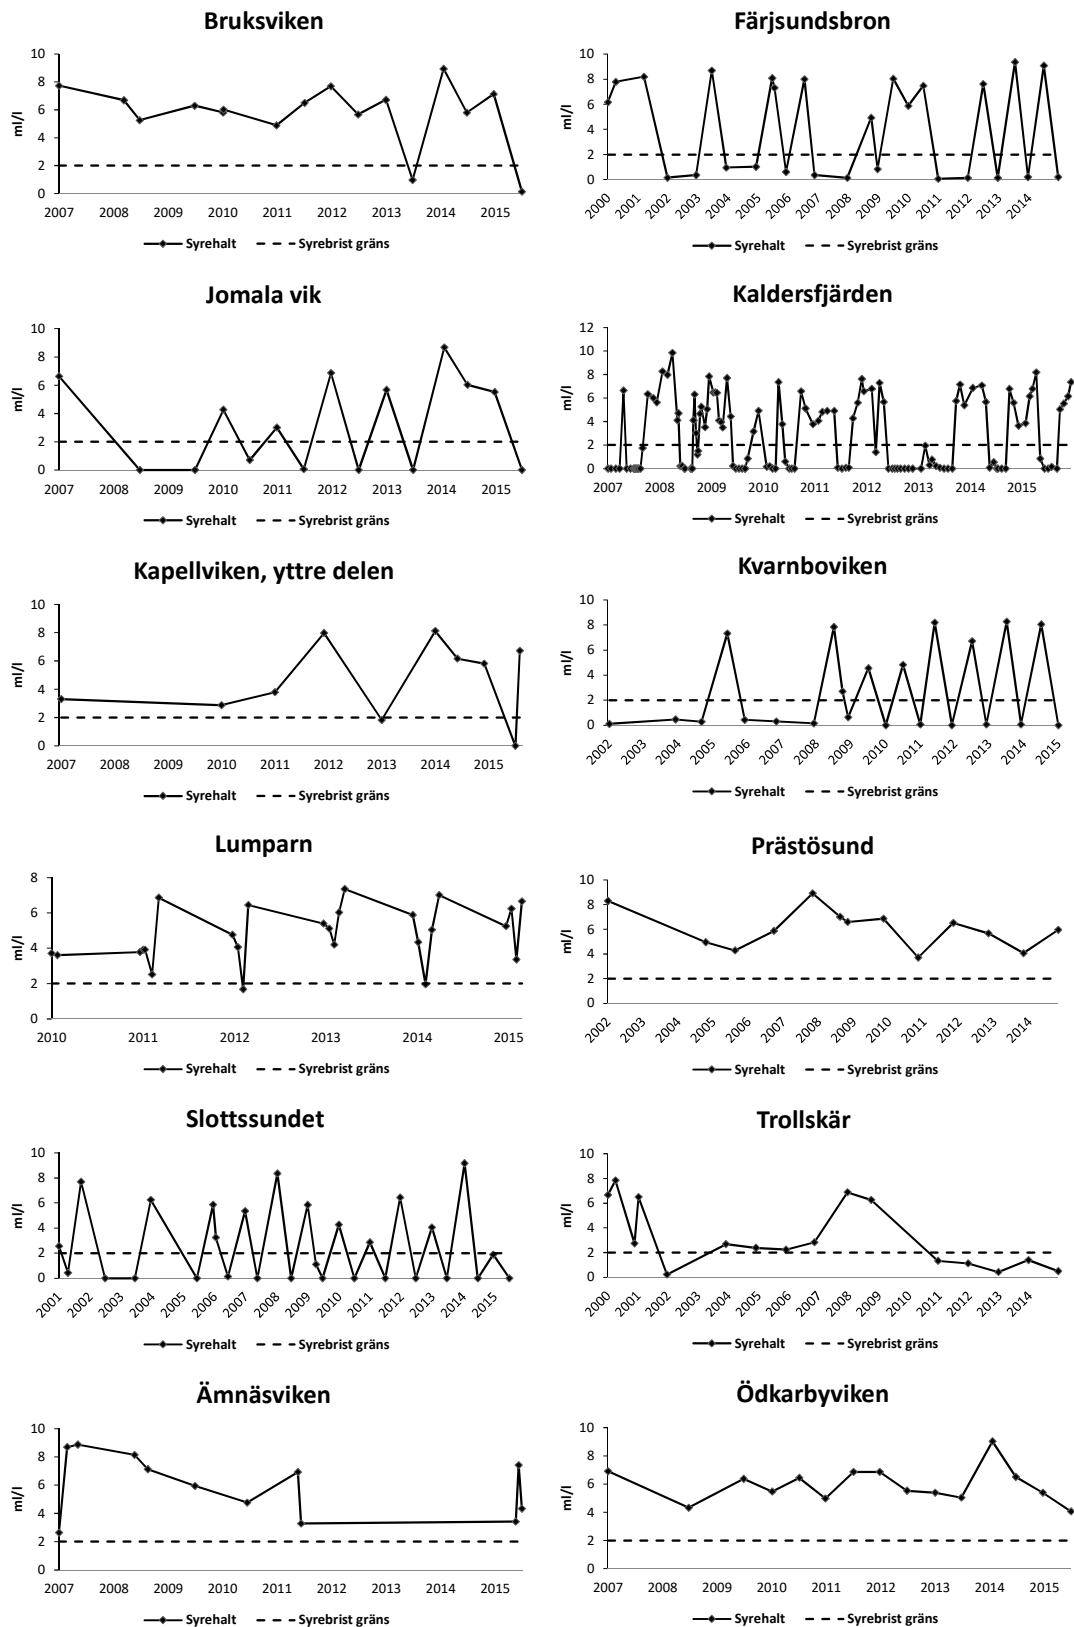 Bruksviken
10
8
6
4
2
0
ml/l
2007 2008 2009 2010 2011 2012 2013 2014 2015
Syrehalt Syrebrist gräns
Färjsundsbron
10
8
6
4
2
0
ml/l
2000 2001 2002 2003 2004 2005 2006 2007 2008 2009 2010 2011 2012 2013 2014
Syrehalt Syrebrist gräns
Jomala vik
10
8
6
4
2
0
ml/l
2007 2008 2009 2010 2011 2012 2013 2014 2015
Syrehalt Syrebrist gräns
Kaldersfjärden
12
10
8
6
4
2
0
ml/l
2007 2008 2009 2010 2011 2012 2013 2014 2015
Syrehalt Syrebrist gräns
Kapellviken, yttre delen
10
8
6
4
2
0
ml/l
2007 2008 2009 2010 2011 2012 2013 2014 2015
Syrehalt Syrebrist gräns
Kvarnboviken
10
8
6
4
2
0
ml/l
2002 2003 2004 2005 2006 2007 2008 2009 2010 2011 2012 2013 2014 2015
Syrehalt Syrebrist gräns
Lumparn
8
6
4
2
0
ml/l
2010 2011 2012 2013 2014 2015
Syrehalt Syrebrist gräns
Prästösund
10
8
6
4
2
0
ml/l
2002 2003 2004 2005 2006 2007 2008 2009 2010 2011 2012 2013 2014
Syrehalt Syrebrist gräns
Slottssundet
10
8
6
4
2
0
ml/l
2001 2002 2003 2004 2005 2006 2007 2008 2009 2010 2011 2012 2013 2014 2015
Syrehalt Syrebrist gräns
Trollskär
10
8
6
4
2
0
ml/l
2000 2001 2002 2003 2004 2005 2006 2007 2008 2009 2010 2011 2012 2013 2014
Syrehalt Syrebrist gräns
Ämnäsviken
10
8
6
4
2
0
ml/l
2007 2008 2009 2010 2011 2012 2013 2014 2015
Syrehalt Syrebrist gräns
Ödkarbyviken
10
8
6
4
2
0
ml/l
2007 2008 2009 2010 2011 2012 2013 2014 2015
Syrehalt Syrebrist gräns